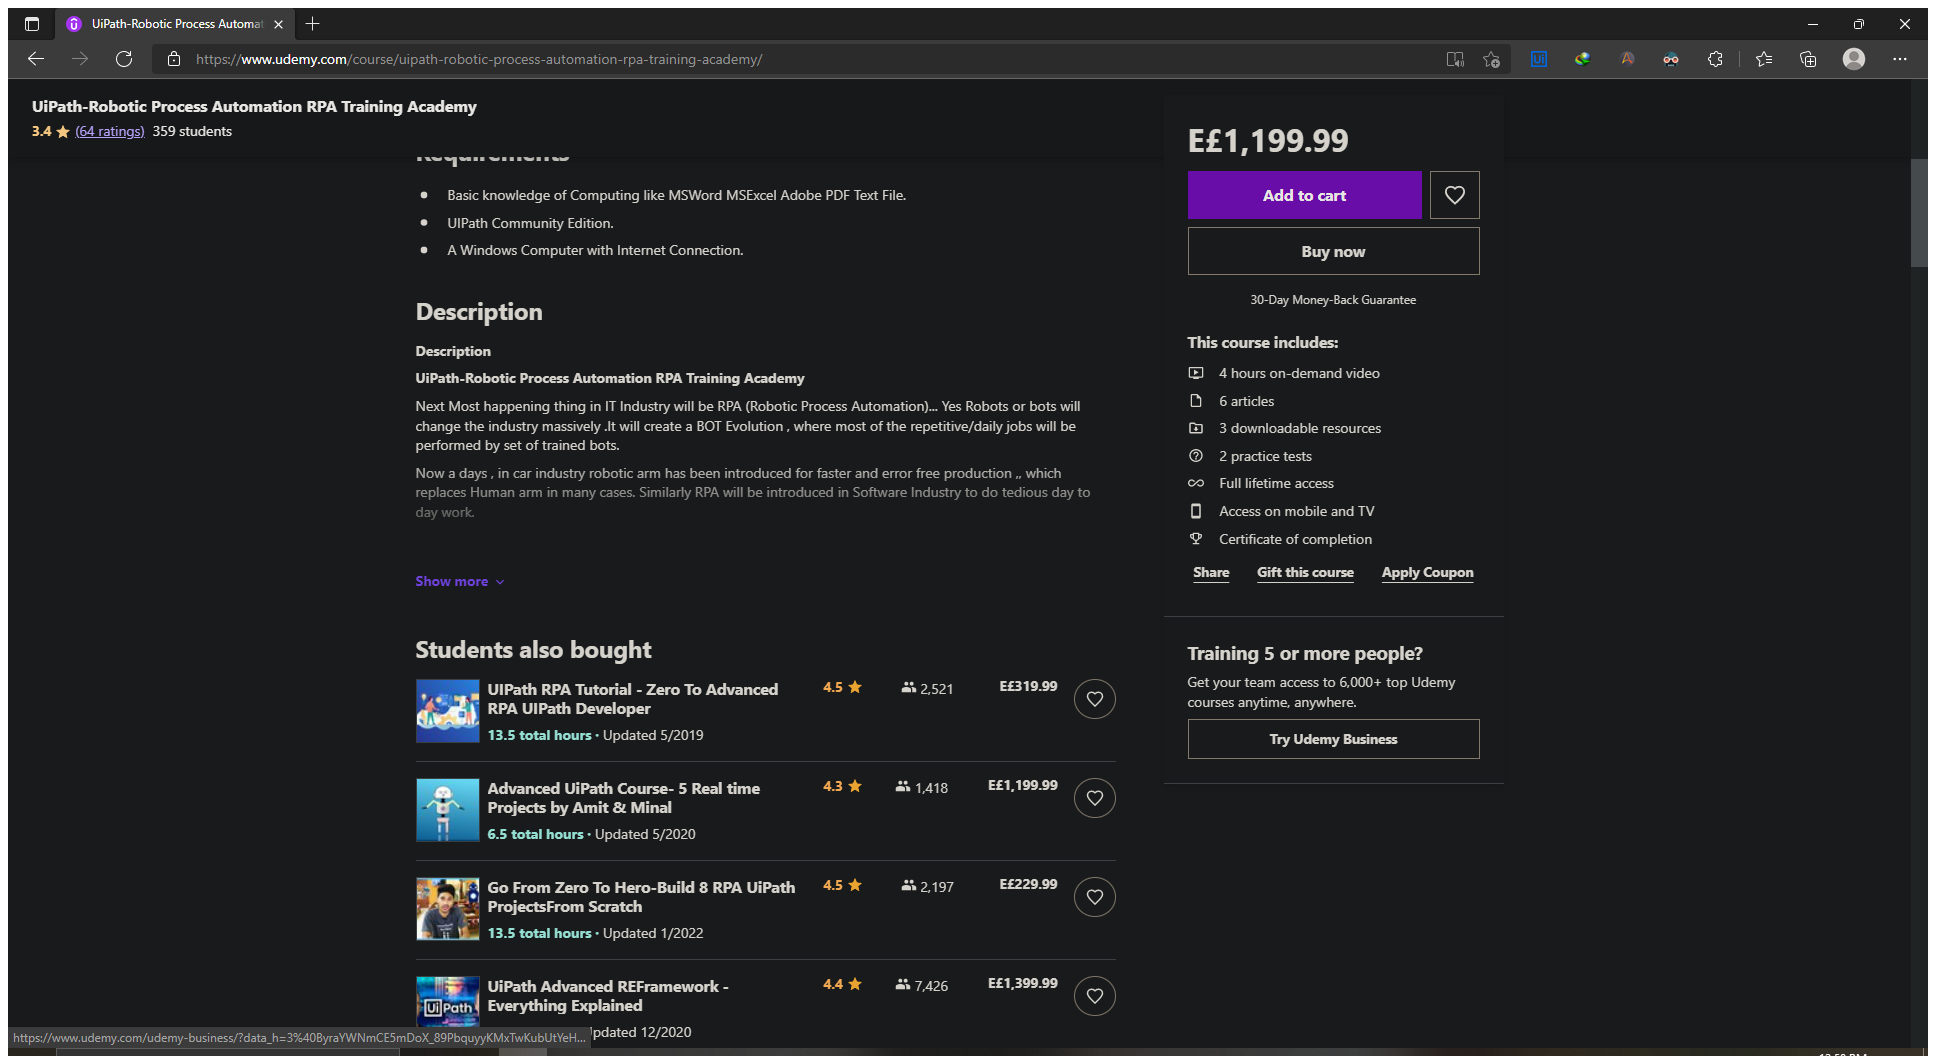 UiPath-Robotic Process Automat
https://www.udemy.com/course/uipath-robotic-process-automation-rpa-training-academy/
UiPath-Robotic Process Automation RPA Training Academy
3.4 (64 ratings) 359 students
Requirements
Basic knowledge of Computing like MSWord MSExcel Adobe PDF Text File.
UIPath Community Edition.
A Windows Computer with Internet Connection.
Description
Description
UiPath-Robotic Process Automation RPA Training Academy
Next Most happening thing in IT Industry will be RPA (Robotic Process Automation)... Yes Robots or bots will
change the industry massively .It will create a BOT Evolution , where most of the repetitive/daily jobs will be
performed by set of trained bots.
Now a days , in car industry robotic arm has been introduced for faster and error free production ,, which
replaces Human arm in many cases. Similarly RPA will be introduced in Software Industry to do tedious day to
day work.
Show more
Students also bought
UIPath RPA Tutorial - Zero To Advanced
RPA UIPath Developer
4.5 2,521 E£319.99
13.5 total hours · Updated 5/2019
Advanced UiPath Course- 5 Real time
Projects by Amit & Minal
4.3 1,418 E£1,199.99
6.5 total hours · Updated 5/2020
Go From Zero To Hero-Build 8 RPA UiPath
ProjectsFrom Scratch
4.5 2,197 E£229.99
13.5 total hours · Updated 1/2022
UiPath
UiPath Advanced REFramework -
Everything Explained
4.4 7,426 E£1,399.99
pdated 12/2020
E£1,199.99
Add to cart
Buy now
30-Day Money-Back Guarantee
This course includes:
4 hours on-demand video
6 articles
3 downloadable resources
2 practice tests
Full lifetime access
Access on mobile and TV
Certificate of completion
Share Gift this course Apply Coupon
Training 5 or more people?
Get your team access to 6,000+ top Udemy
courses anytime, anywhere.
Try Udemy Business
https://www.udemy.com/udemy-business/?data_h=3%40ByraYWNmCE5mDoX_89PbquyyKMxTwKubUtYeH...